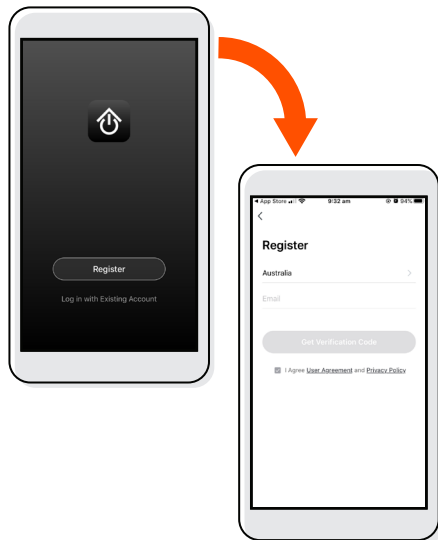 Register
Log in with Existing Account
App Store 9:32 am 94%
Register
Australia
Email
Get Verification Code
I Agree User Agreement and Privacy Policy